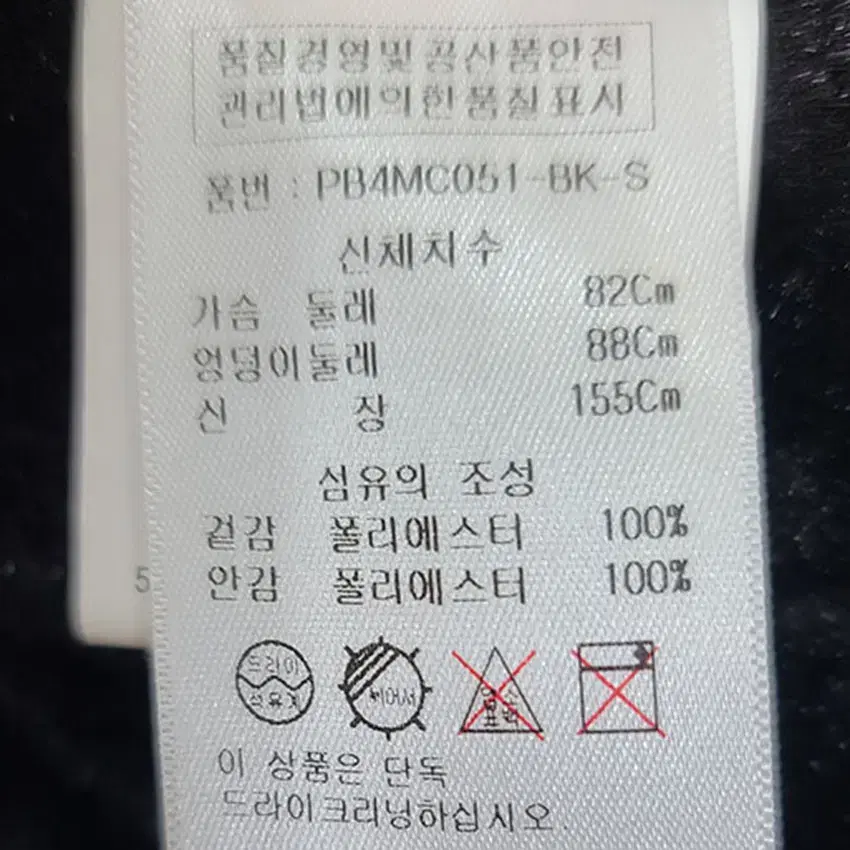 품질경영및공산품안전
관리법에의한품질표시
품번 : PB4MC051-BK-S
신체치수
가슴 둘레 82Cm
엉덩이둘레 88Cm
신 장 155Cm
섬유의 조성
겉감 폴리에스터 100%
안감 폴리에스터 100%
5
드라이
석유계
뉘어서
이 상품은 단독
드라이크리닝하십시오.